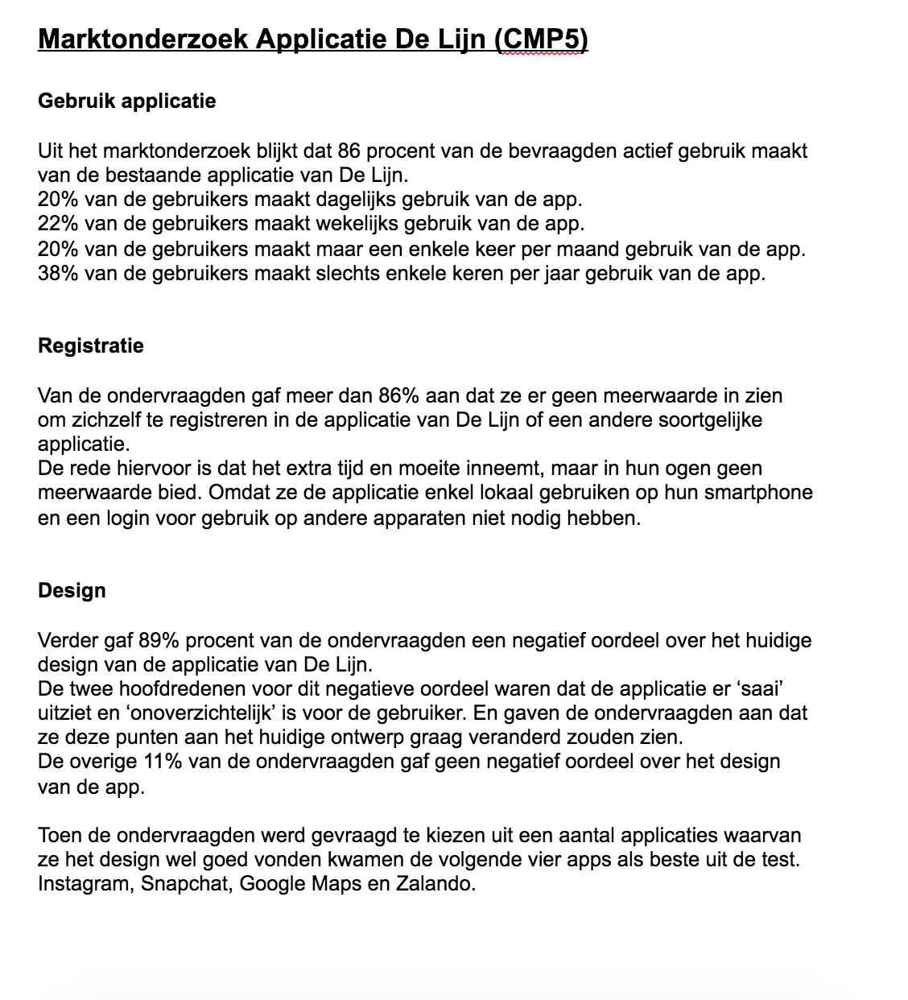 Marktonderzoek Applicatie De Lijn (CMP5)
Gebruik applicatie
Uit het marktonderzoek blijkt dat 86 procent van de bevraagden actief gebruik maakt
van de bestaande applicatie van De Lijn.
20% van de gebruikers maakt dagelijks gebruik van de app.
22% van de gebruikers maakt wekelijks gebruik van de app.
20% van de gebruikers maakt maar een enkele keer per maand gebruik van de app.
38% van de gebruikers maakt slechts enkele keren per jaar gebruik van de app.
Registratie
Van de ondervraagden gaf meer dan 86% aan dat ze er geen meerwaarde in zien
om zichzelf te registreren in de applicatie van De Lijn of een andere soortgelijke
applicatie.
De rede hiervoor is dat het extra tijd en moeite inneemt, maar in hun ogen geen
meerwaarde bied. Omdat ze de applicatie enkel lokaal gebruiken op hun smartphone
en een login voor gebruik op andere apparaten niet nodig hebben.
Design
Verder gaf 89% procent van de ondervraagden een negatief oordeel over het huidige
design van de applicatie van De Lijn.
De twee hoofdredenen voor dit negatieve oordeel waren dat de applicatie er ‘saai’
uitziet en ‘onoverzichtelijk’ is voor de gebruiker. En gaven de ondervraagden aan dat
ze deze punten aan het huidige ontwerp graag veranderd zouden zien.
De overige 11% van de ondervraagden gaf geen negatief oordeel over het design
van de app.
Toen de ondervraagden werd gevraagd te kiezen uit een aantal applicaties waarvan
ze het design wel goed vonden kwamen de volgende vier apps als beste uit de test.
Instagram, Snapchat, Google Maps en Zalando.